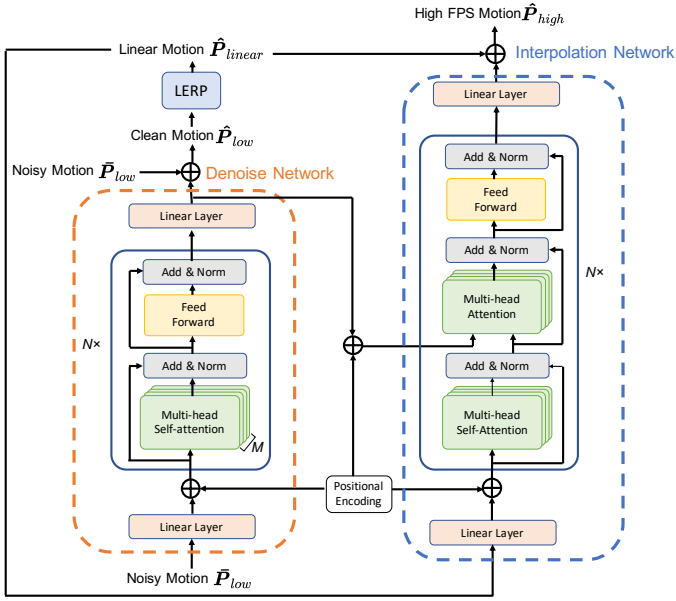 High FPS Motion P̂high
Linear Motion P̂linear
Interpolation Network
Linear Layer
LERP
Clean Motion P̂low
Add & Norm
Noisy Motion P̄low
Denoise Network
Feed
Forward
Linear Layer
Add & Norm
Add & Norm
N×
Multi-head
Attention
Feed
Forward
N×
Add & Norm
Add & Norm
Multi-head
Self-attention
M
Multi-head
Self-Attention
Positional
Encoding
Linear Layer
Linear Layer
Noisy Motion P̄low